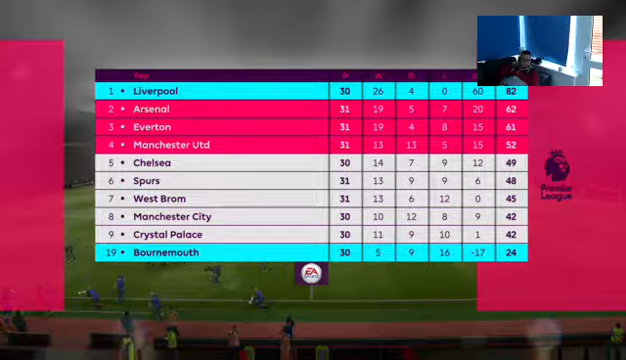 1 • Liverpool 30 26 4 0 60 82
2 • Arsenal 31 19 5 7 20 62
3 • Everton 31 19 4 8 15 61
4 • Manchester Utd 31 13 13 5 15 52
5 • Chelsea 30 14 7 9 12 49
6 • Spurs 31 13 9 9 6 48
7 • West Brom 31 13 6 12 0 45
8 • Manchester City 30 10 12 8 9 42
9 • Crystal Palace 30 11 9 10 1 42
19 • Bournemouth 30 5 9 16 -17 24
Premier
League
EA
SPORTS